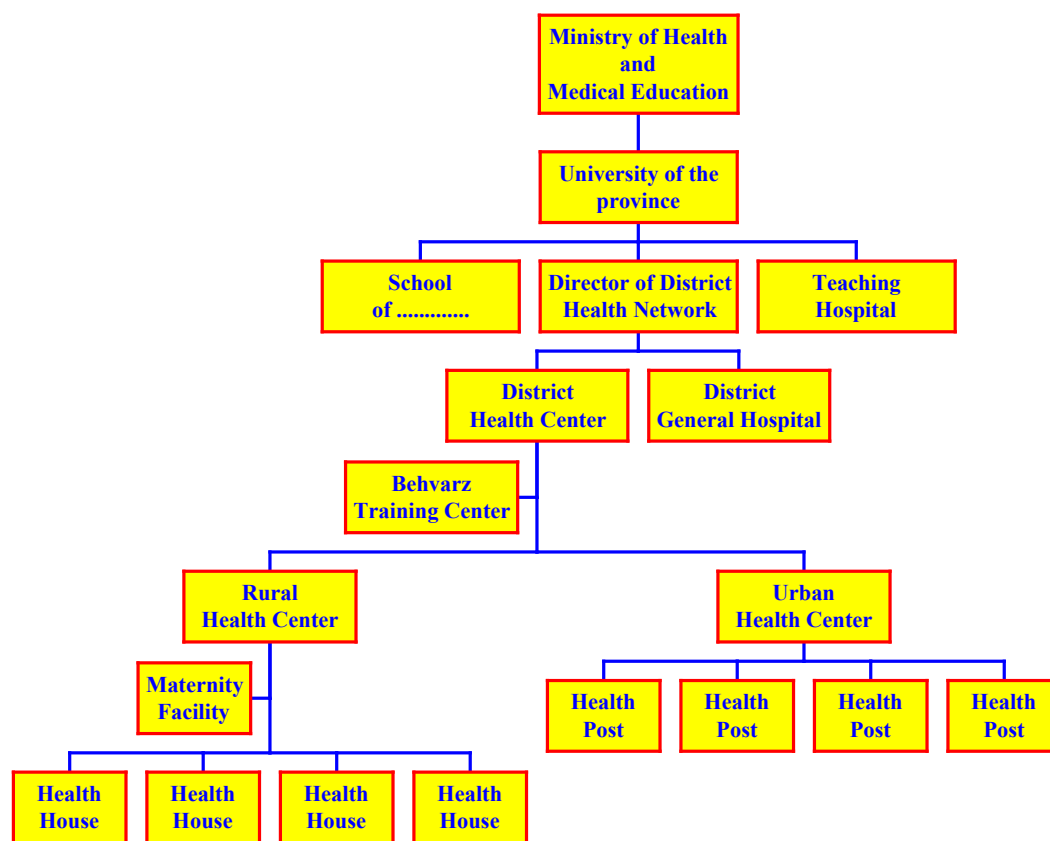 Ministry of Health
and
Medical Education
University of the
province
School
of .............
Director of District
Health Network
Teaching
Hospital
District
Health Center
District
General Hospital
Behvarz
Training Center
Rural
Health Center
Urban
Health Center
Maternity
Facility
Health
Post
Health
Post
Health
Post
Health
Post
Health
House
Health
House
Health
House
Health
House